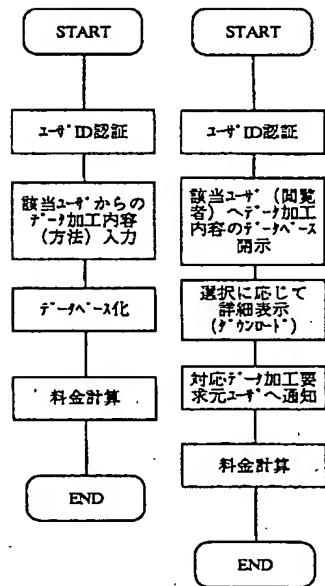 START
ユーザID認証
該当ユーザからの
データ加工内容
(方法)入力
データベース化
料金計算
END
START
ユーザID認証
該当ユーザ(閲覧
者)へデータ加工
内容のデータベース
開示
選択に応じて
詳細表示
(ダウンロード)
対応データ加工要
求元ユーザへ通知
料金計算
END